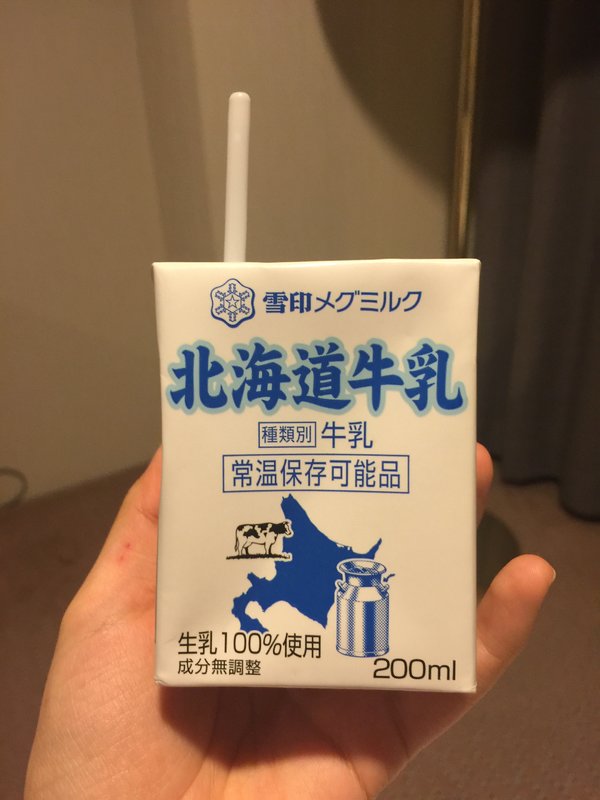 雪印メグミルク
北海道牛乳
種類別 牛乳
常温保存可能品
生乳100%使用
成分無調整
200ml